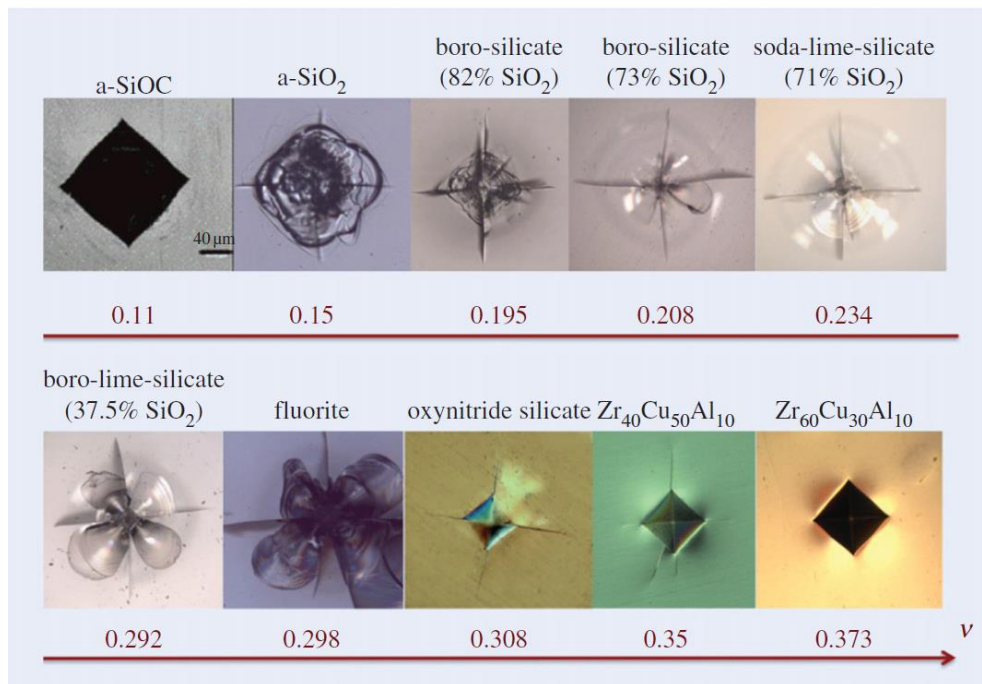 a-SiOC
a-SiO2
boro-silicate
(82% SiO2)
boro-silicate
(73% SiO2)
soda-lime-silicate
(71% SiO2)
40 µm
0.11
0.15
0.195
0.208
0.234
boro-lime-silicate
(37.5% SiO2)
fluorite
oxynitride silicate
Zr40Cu50Al10
Zr60Cu30Al10
0.292
0.298
0.308
0.35
0.373
ν